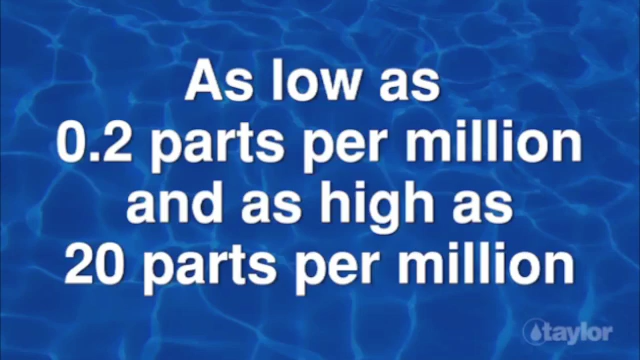 As low as
0.2 parts per million
and as high as
20 parts per million
taylor